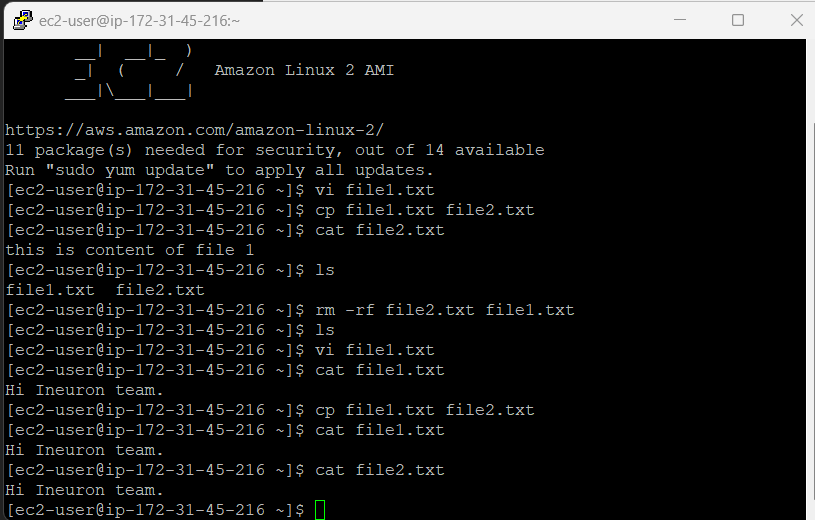 ec2-user@ip-172-31-45-216:~
       __|  __|_  )
       _|  (     /   Amazon Linux 2 AMI
      ___|\___|___|
https://aws.amazon.com/amazon-linux-2/
11 package(s) needed for security, out of 14 available
Run "sudo yum update" to apply all updates.
[ec2-user@ip-172-31-45-216 ~]$ vi file1.txt
[ec2-user@ip-172-31-45-216 ~]$ cp file1.txt file2.txt
[ec2-user@ip-172-31-45-216 ~]$ cat file2.txt
this is content of file 1
[ec2-user@ip-172-31-45-216 ~]$ ls
file1.txt  file2.txt
[ec2-user@ip-172-31-45-216 ~]$ rm -rf file2.txt file1.txt
[ec2-user@ip-172-31-45-216 ~]$ ls
[ec2-user@ip-172-31-45-216 ~]$ vi file1.txt
[ec2-user@ip-172-31-45-216 ~]$ cat file1.txt
Hi Ineuron team.
[ec2-user@ip-172-31-45-216 ~]$ cp file1.txt file2.txt
[ec2-user@ip-172-31-45-216 ~]$ cat file1.txt
Hi Ineuron team.
[ec2-user@ip-172-31-45-216 ~]$ cat file2.txt
Hi Ineuron team.
[ec2-user@ip-172-31-45-216 ~]$